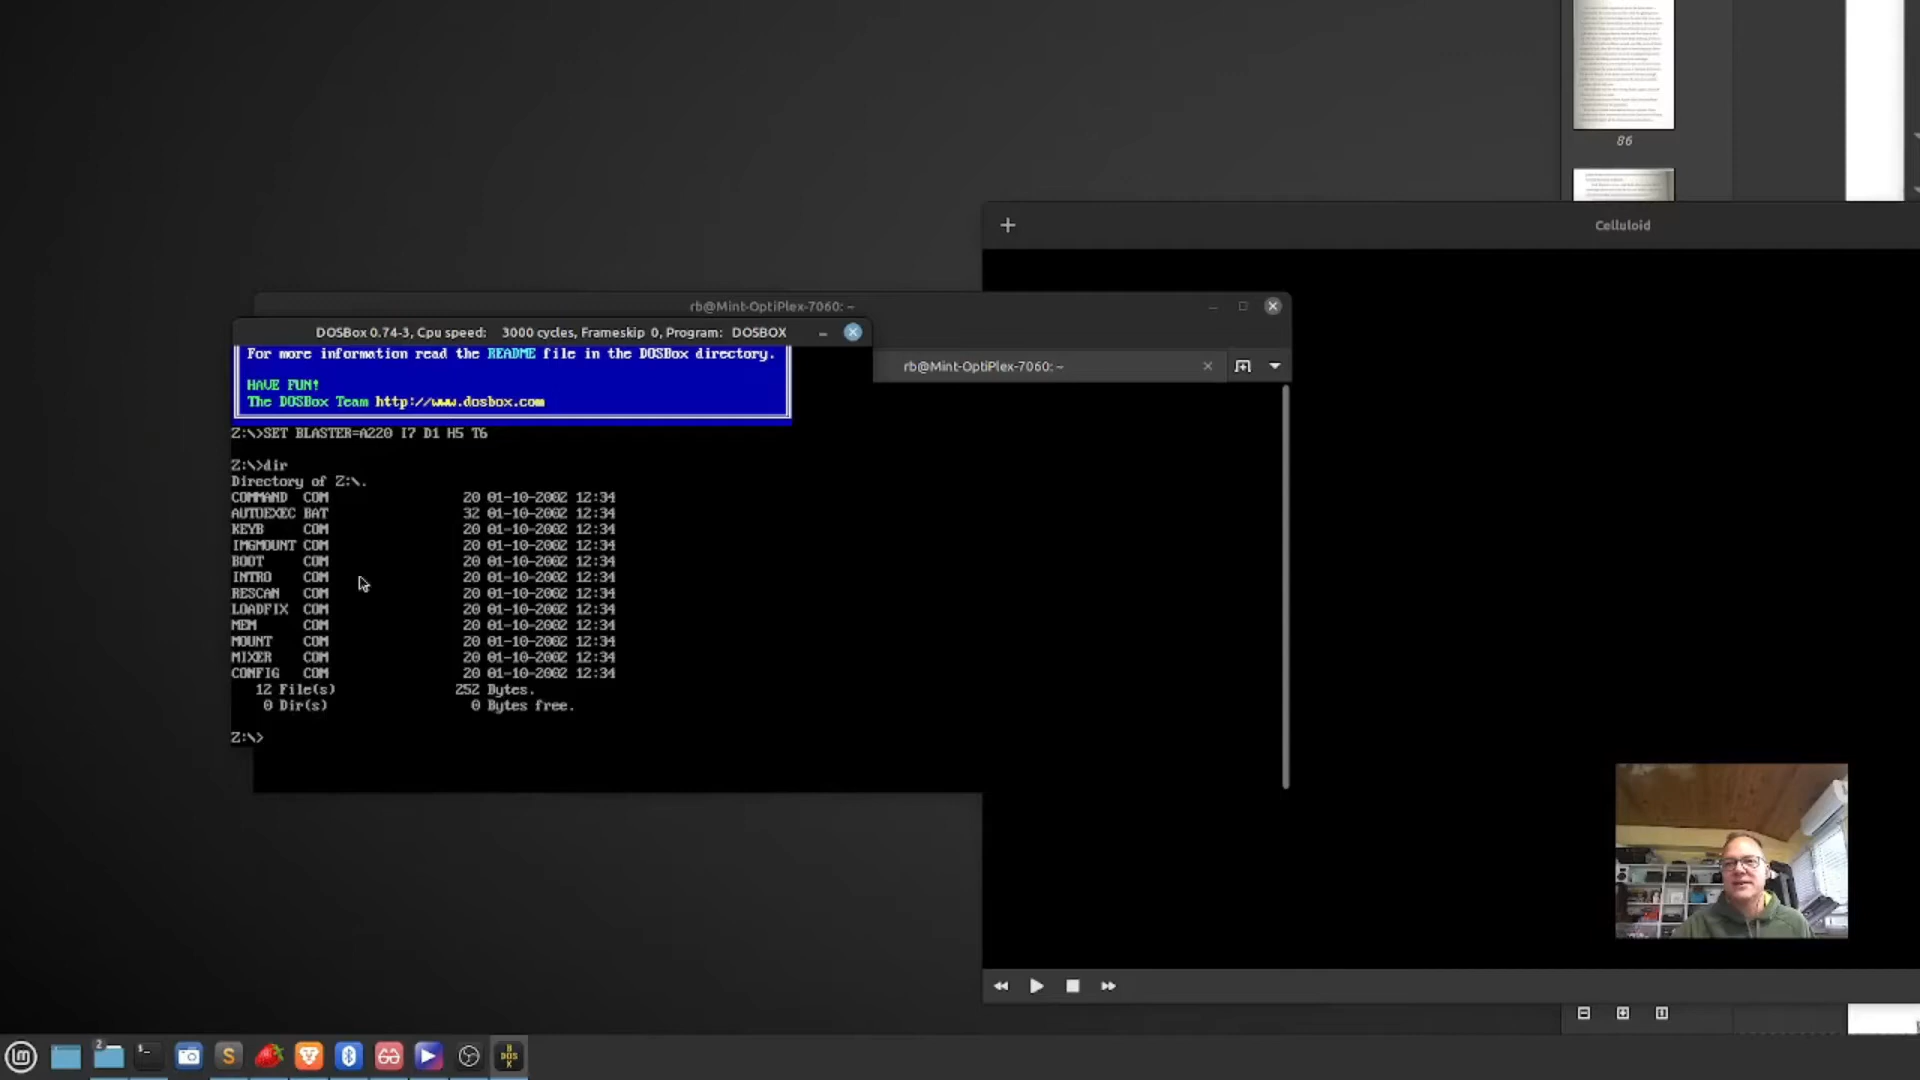 86
Celluloid
rb@Mint-OptiPlex-7060: ~
DOSBox 0.74-3, Cpu speed: 3000 cycles, Frameskip 0, Program: DOSBOX
rb@Mint-OptiPlex-7060: ~
For more information read the README file in the DOSBox directory.
HAVE FUN!
The DOSBox Team http://www.dosbox.com
Z:\>SET BLASTER=A220 I7 D1 H5 T6
Z:\>dir
Directory of Z:\.
COMMAND COM 20 01-10-2002 12:34
AUTOEXEC BAT 32 01-10-2002 12:34
KEYB COM 20 01-10-2002 12:34
IMGMOUNT COM 20 01-10-2002 12:34
BOOT COM 20 01-10-2002 12:34
INTRO COM 20 01-10-2002 12:34
RESCAN COM 20 01-10-2002 12:34
LOADFIX COM 20 01-10-2002 12:34
MEM COM 20 01-10-2002 12:34
MOUNT COM 20 01-10-2002 12:34
MIXER COM 20 01-10-2002 12:34
CONFIG COM 20 01-10-2002 12:34
12 File(s) 252 Bytes.
0 Dir(s) 0 Bytes free.
Z:\>
2
S
DOS